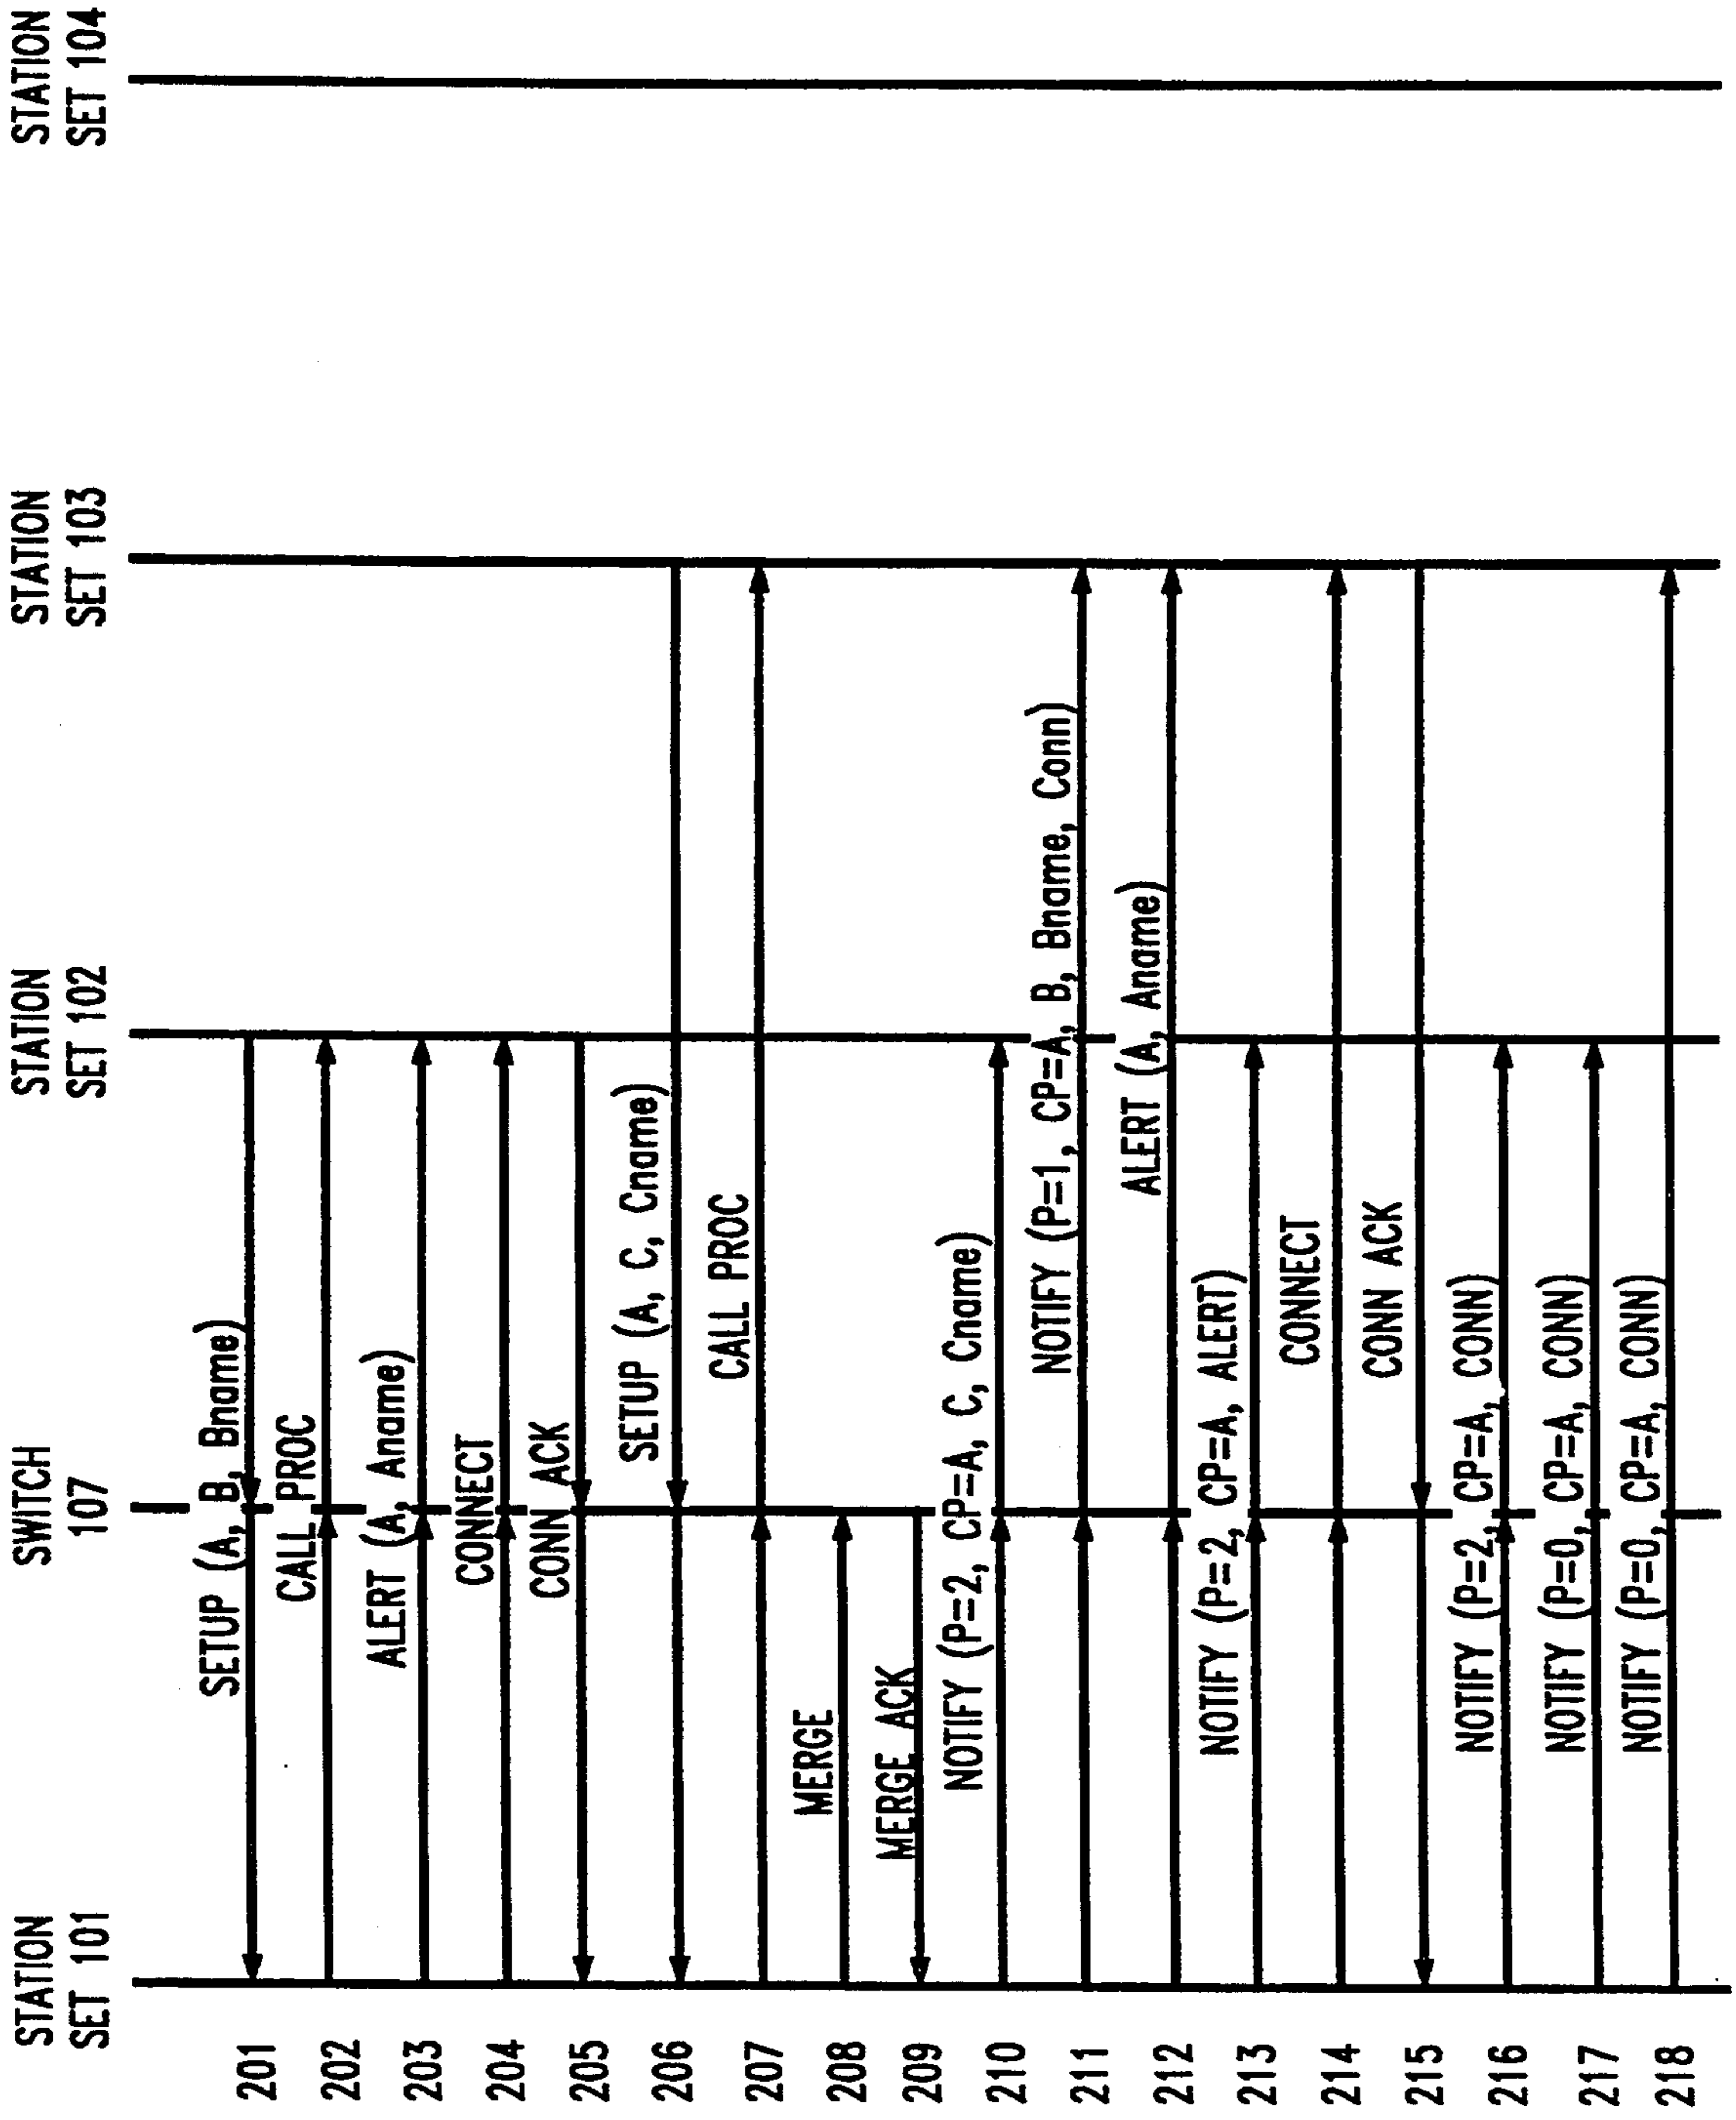 STATION
SET 101
SWITCH
107
STATION
SET 102
STATION
SET 103
STATION
SET 104
201
SETUP (A, B, Bname)
202
CALL PROC
203
ALERT (A, Aname)
204
CONNECT
205
CONN ACK
206
SETUP (A, C, Cname)
207
CALL PROC
208
MERGE
209
MERGE ACK
210
NOTIFY (P=2, CP=A, C, Cname)
211
NOTIFY (P=1, CP=A, B, Bname, Conn)
212
ALERT (A, Aname)
213
NOTIFY (P=2, CP=A, ALERT)
214
CONNECT
215
CONN ACK
216
NOTIFY (P=2, CP=A, CONN)
217
NOTIFY (P=0, CP=A, CONN)
218
NOTIFY (P=0, CP=A, CONN)